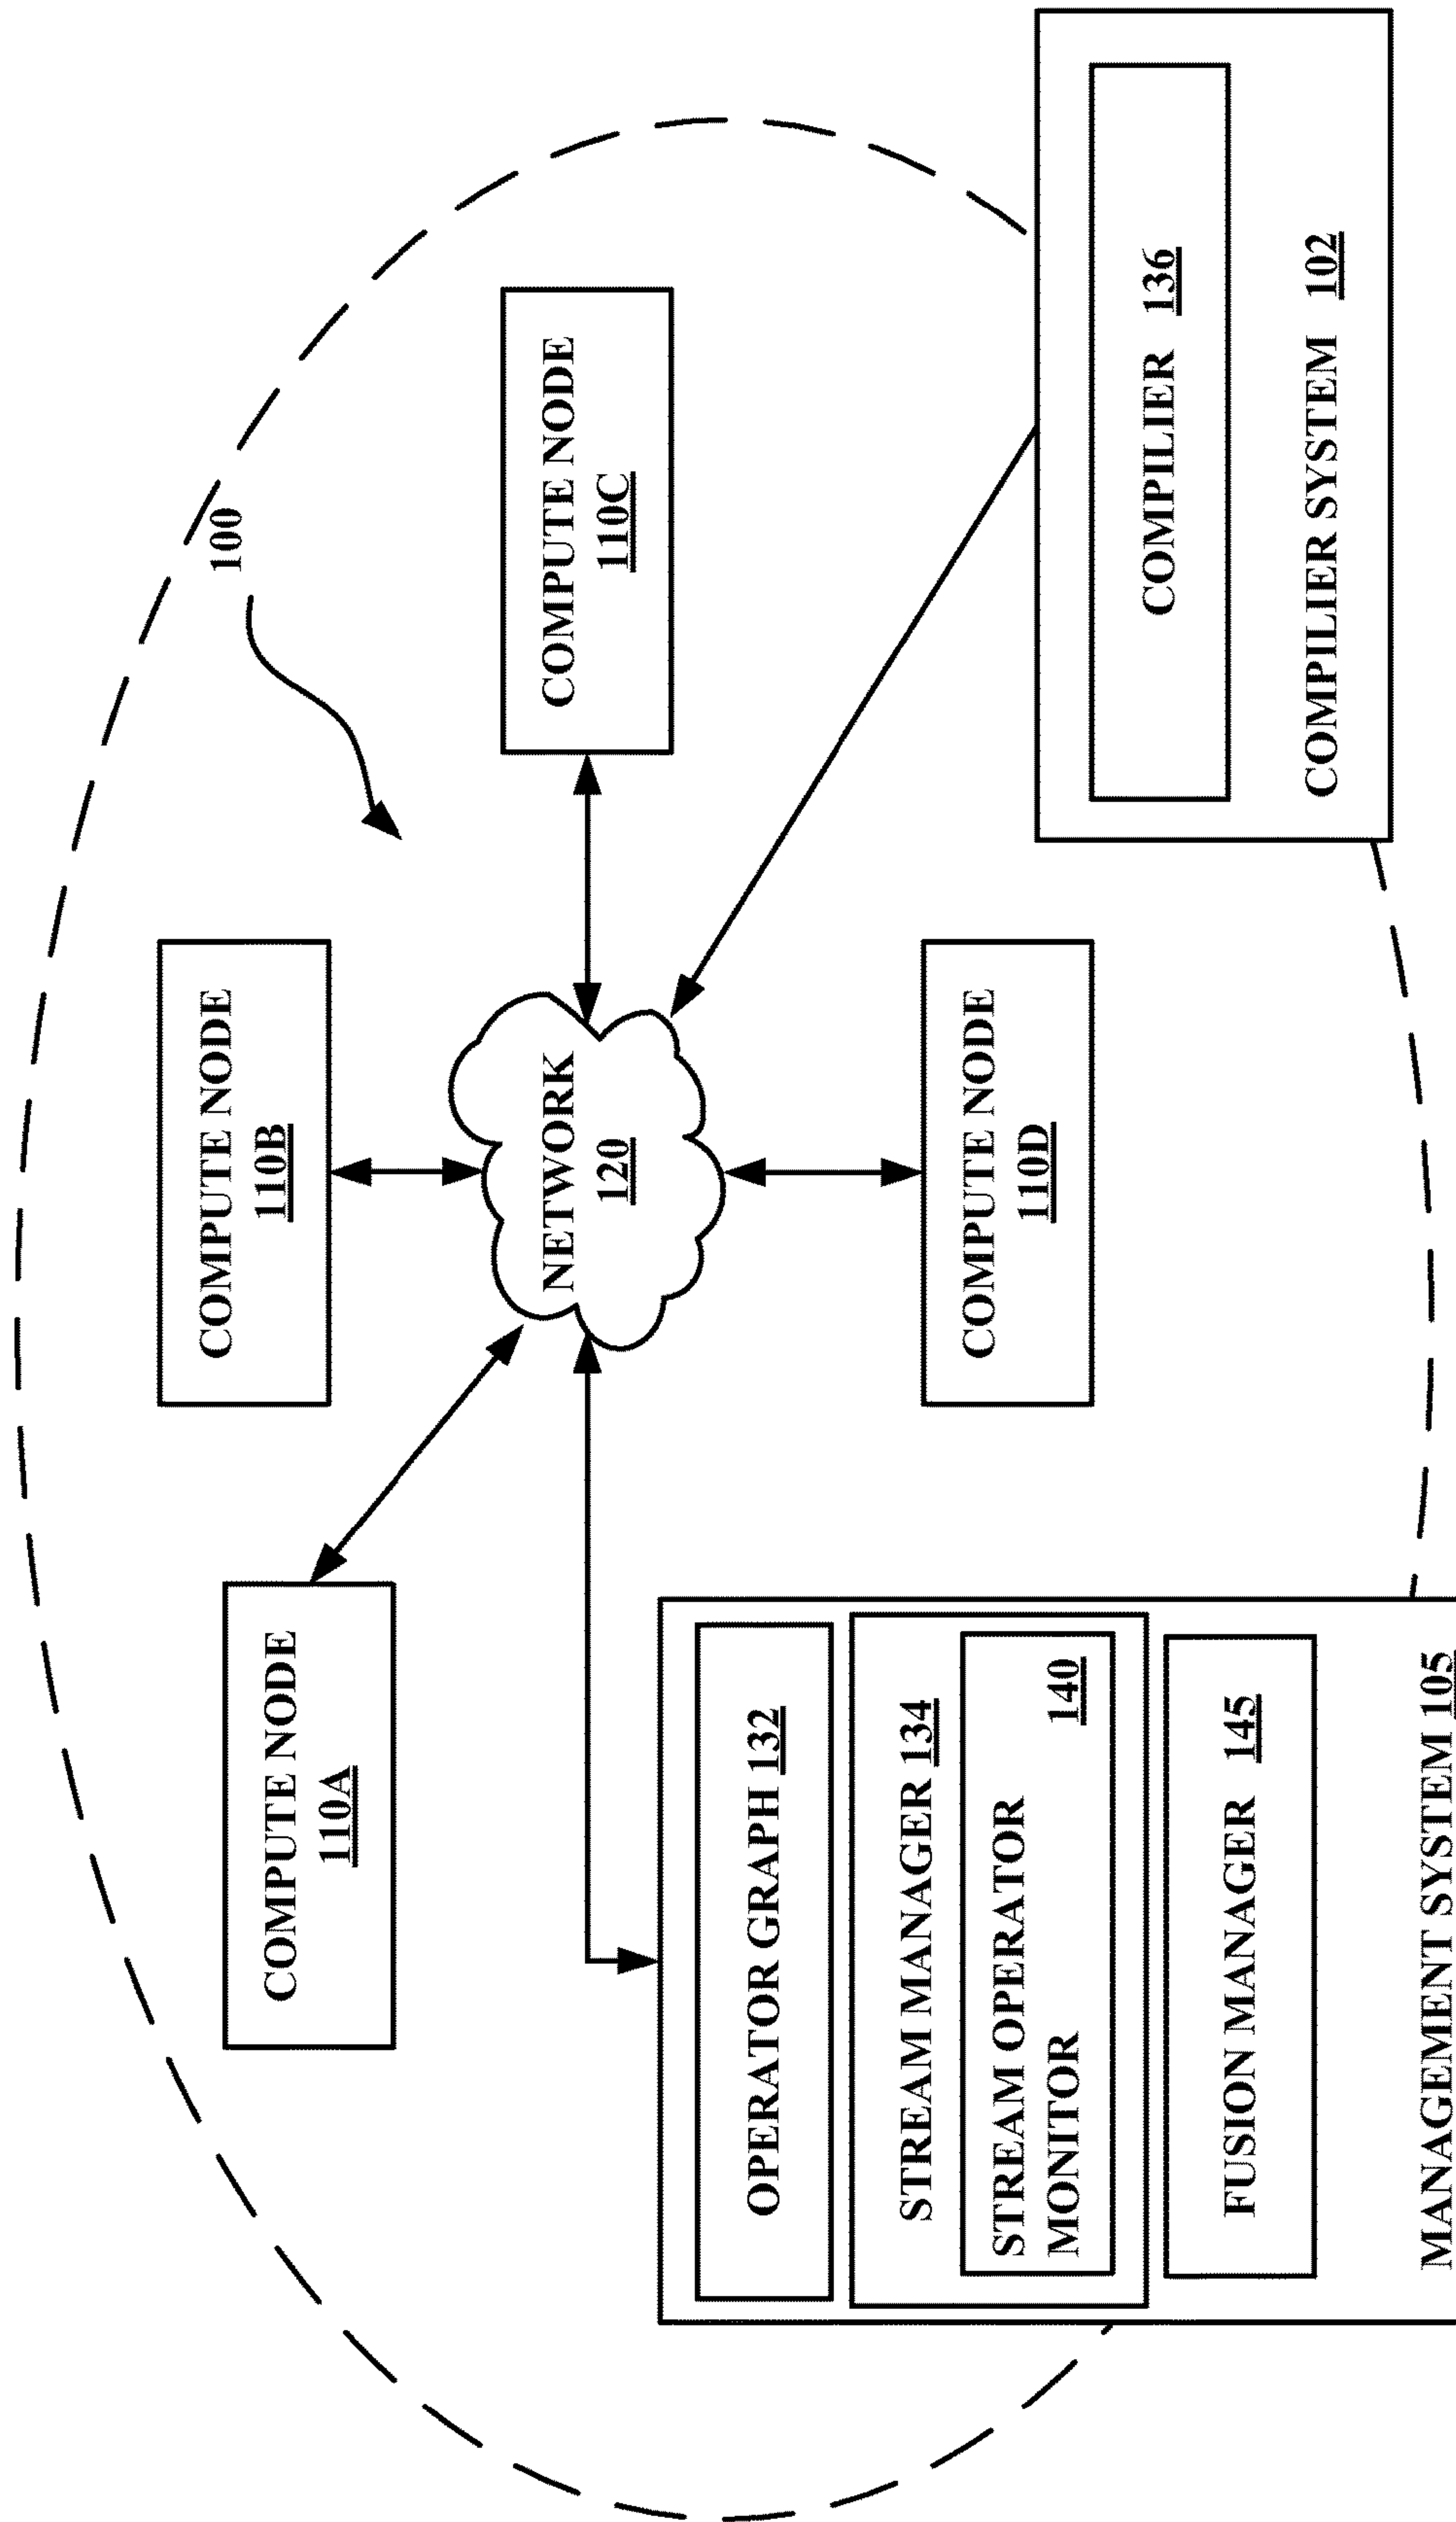 100
COMPUTE NODE
110B
COMPUTE NODE
110A
COMPUTE NODE
110C
NETWORK
120
COMPUTE NODE
110D
OPERATOR GRAPH 132
STREAM MANAGER 134
STREAM OPERATOR
MONITOR 140
FUSION MANAGER 145
MANAGEMENT SYSTEM 105
COMPILIER 136
COMPILIER SYSTEM 102